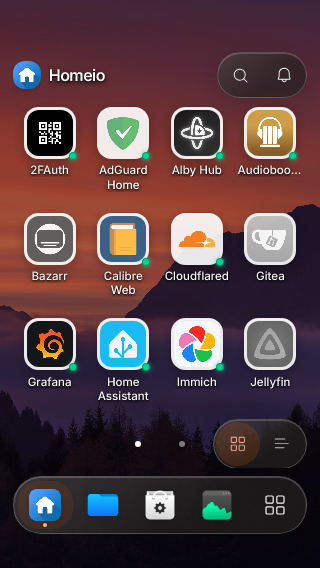 Homeio
2FAuth
AdGuard
Home
Alby Hub
Audioboo...
Bazarr
Calibre
Web
Cloudflared
Gitea
Grafana
Home
Assistant
Immich
Jellyfin